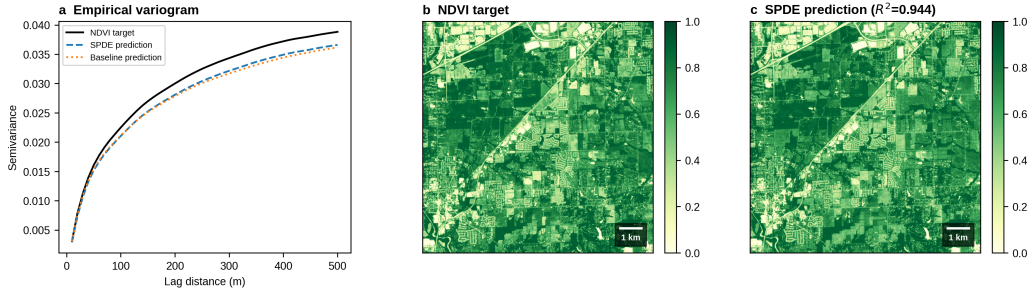 a Empirical variogram
0.040
0.035
0.030
0.025
0.020
0.015
0.010
0.005
Semivariance
NDVI target
SPDE prediction
Baseline prediction
0 100 200 300 400 500
Lag distance (m)
b NDVI target
1 km
1.0
0.8
0.6
0.4
0.2
0.0
c SPDE prediction (R²=0.944)
1 km
1.0
0.8
0.6
0.4
0.2
0.0